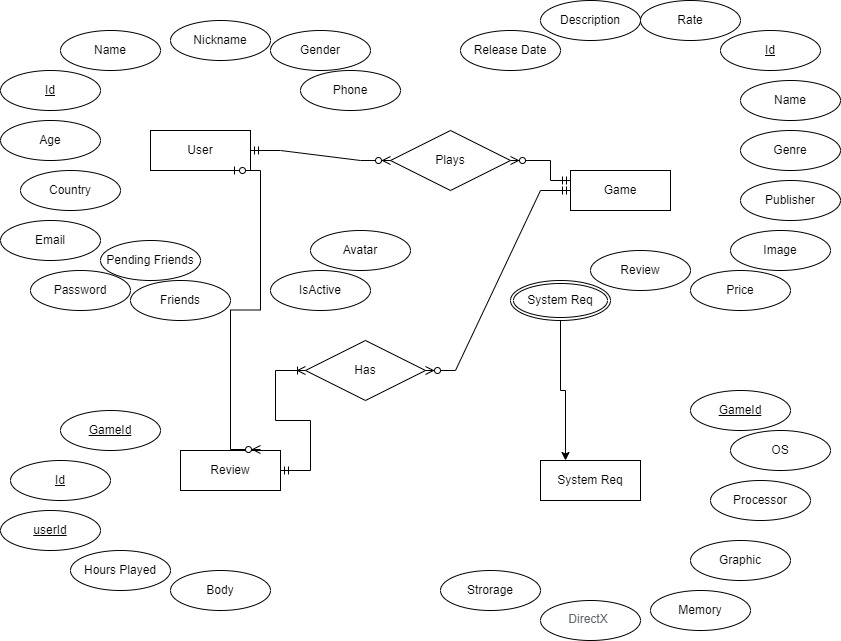 Description
Rate
Nickname
Name
Gender
Release Date
Id
Id
Phone
Name
Age
User
Plays
Genre
Country
Game
Publisher
Email
Avatar
Image
Pending Friends
Review
Password
Friends
IsActive
System Req
Price
Has
GameId
GameId
OS
Review
Id
System Req
Processor
userId
Graphic
Hours Played
Body
Strorage
Memory
DirectX